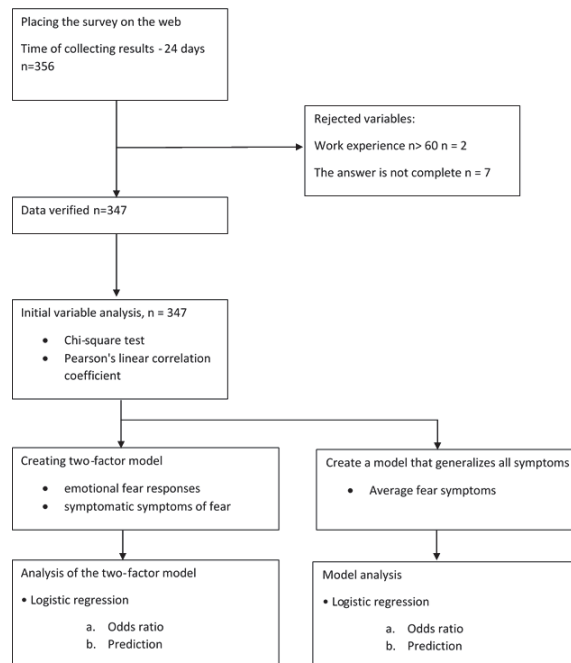 Placing the survey on the web
Time of collecting results - 24 days
n=356
Rejected variables:
Work experience n> 60 n = 2
The answer is not complete n = 7
Data verified n=347
Initial variable analysis, n = 347
• Chi-square test
• Pearson's linear correlation
coefficient
Creating two-factor model
• emotional fear responses
• symptomatic symptoms of fear
Create a model that generalizes all symptoms
• Average fear symptoms
Analysis of the two-factor model
• Logistic regression
a. Odds ratio
b. Prediction
Model analysis
• Logistic regression
a. Odds ratio
b. Prediction